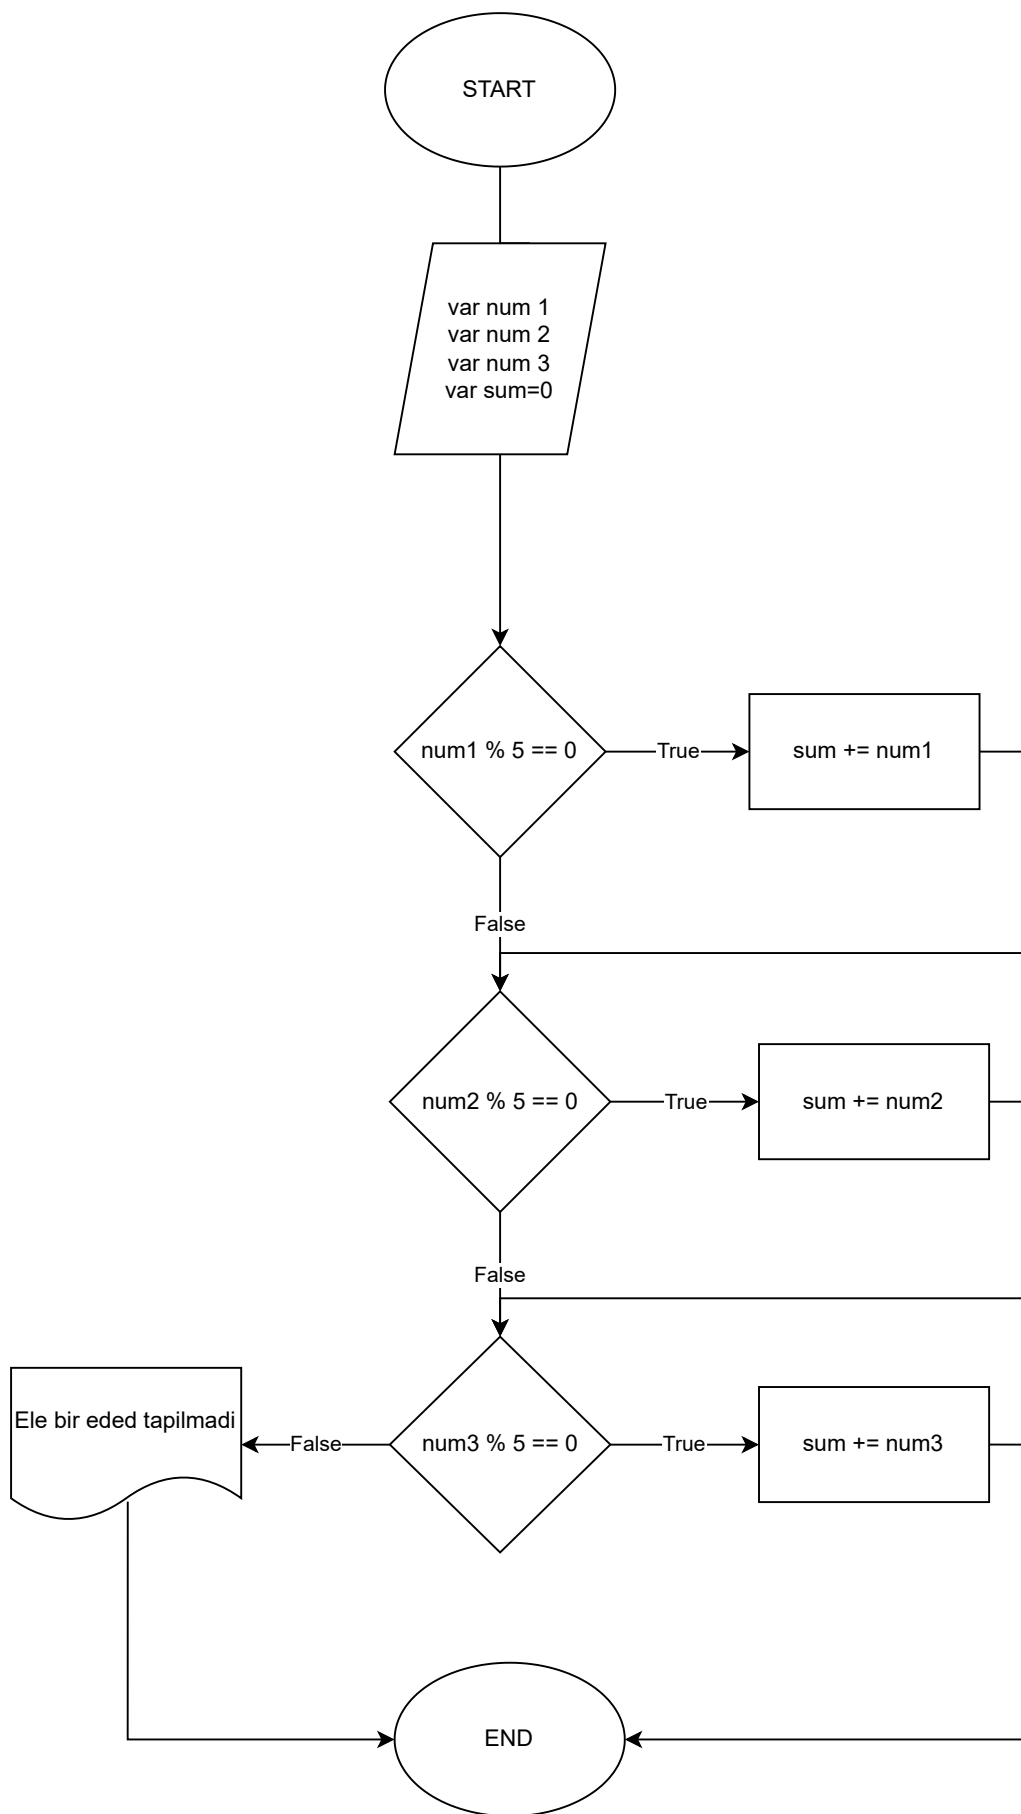 START
var num 1
var num 2
var num 3
var sum=0
num1 % 5 == 0
True
sum += num1
False
num2 % 5 == 0
True
sum += num2
False
Ele bir eded tapilmadi
False
num3 % 5 == 0
True
sum += num3
END